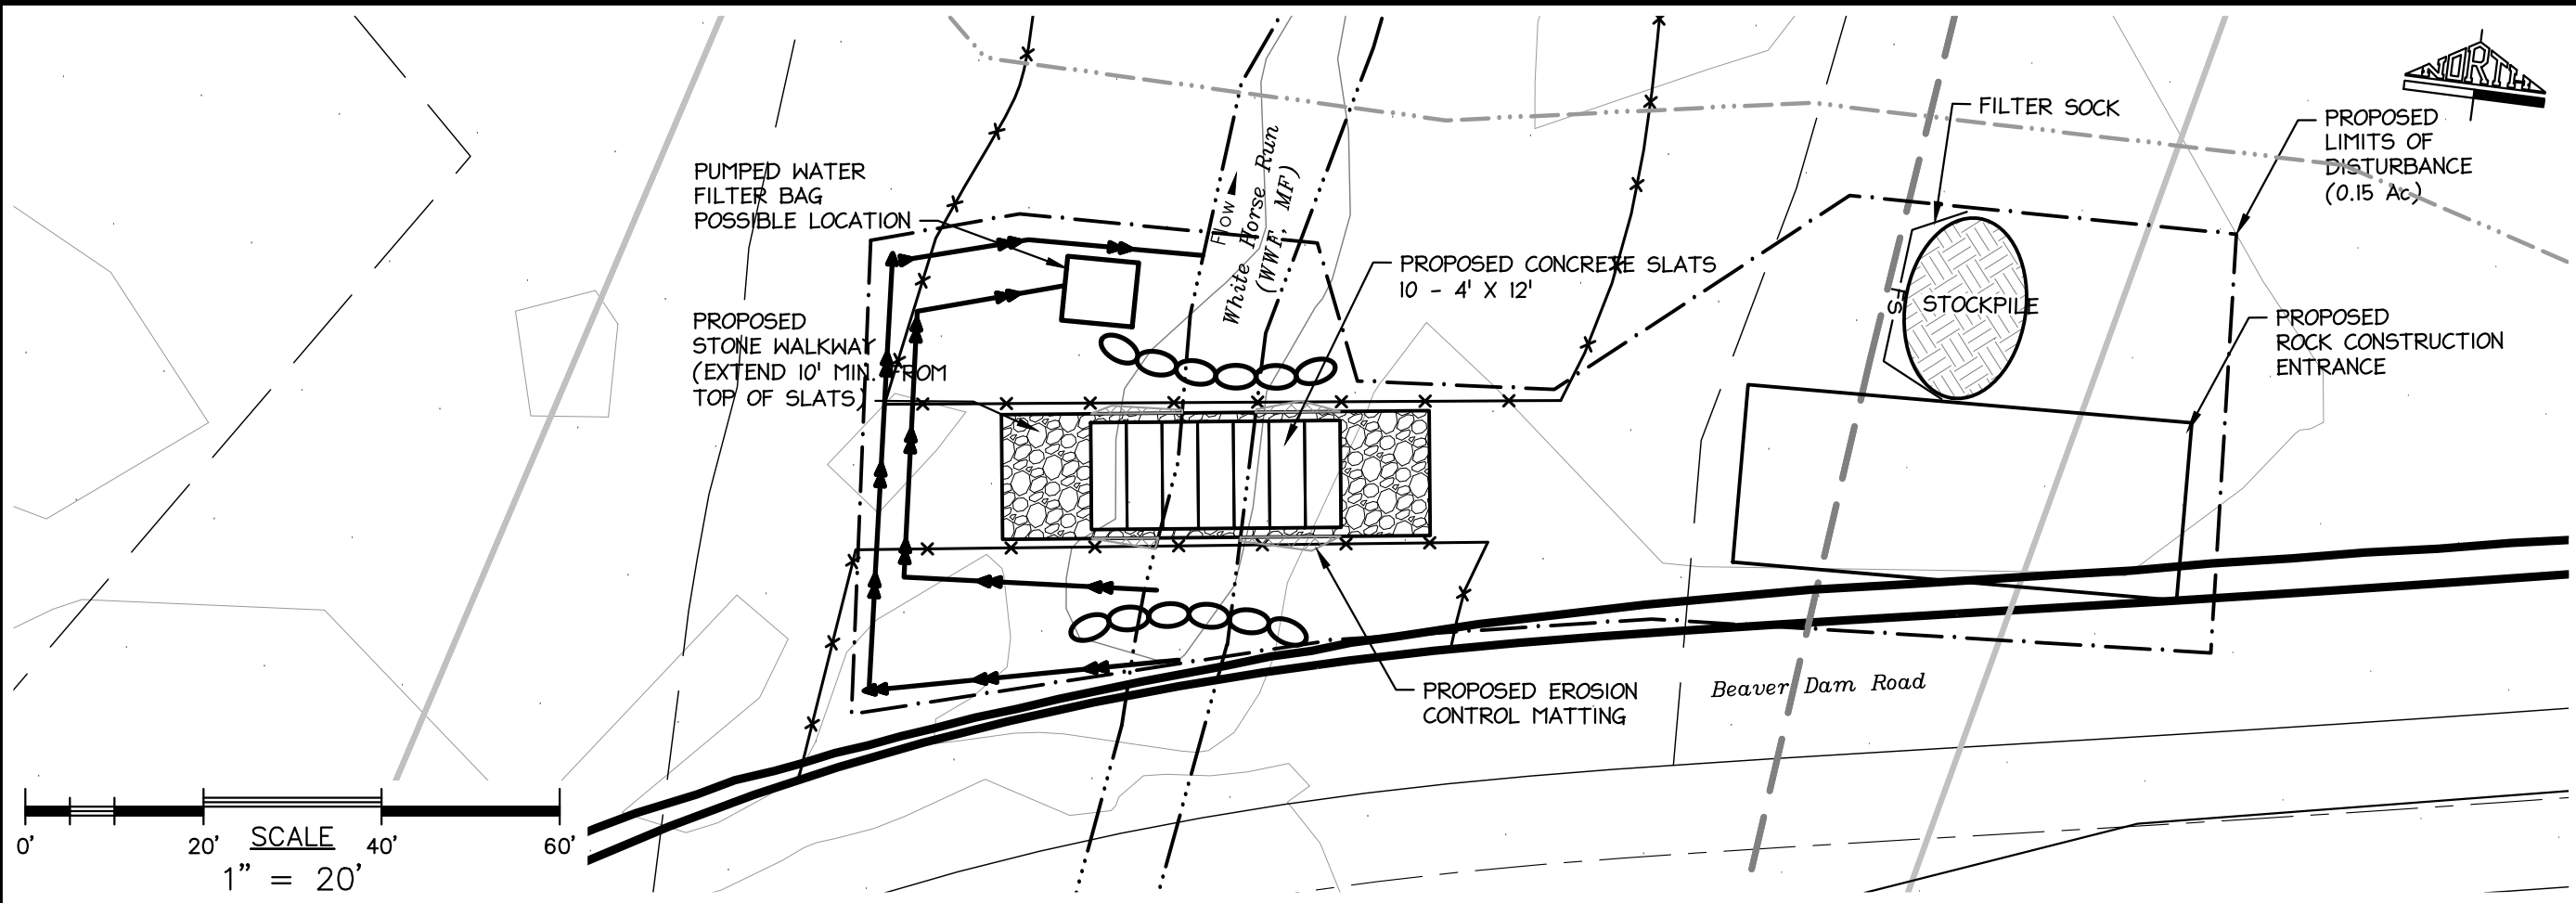 NORTH
FILTER SOCK
PROPOSED
LIMITS OF
DISTURBANCE
(0.15 Ac)
PUMPED WATER
FILTER BAG
POSSIBLE LOCATION
Flow
White Horse Run
(WWF, MF)
PROPOSED CONCRETE SLATS
10 - 4' X 12'
FS
STOCKPILE
PROPOSED
STONE WALKWAY
(EXTEND 10' MIN. FROM
TOP OF SLATS)
PROPOSED
ROCK CONSTRUCTION
ENTRANCE
PROPOSED EROSION
CONTROL MATTING
Beaver Dam Road
0' 20' 40' 60'
SCALE
1" = 20'